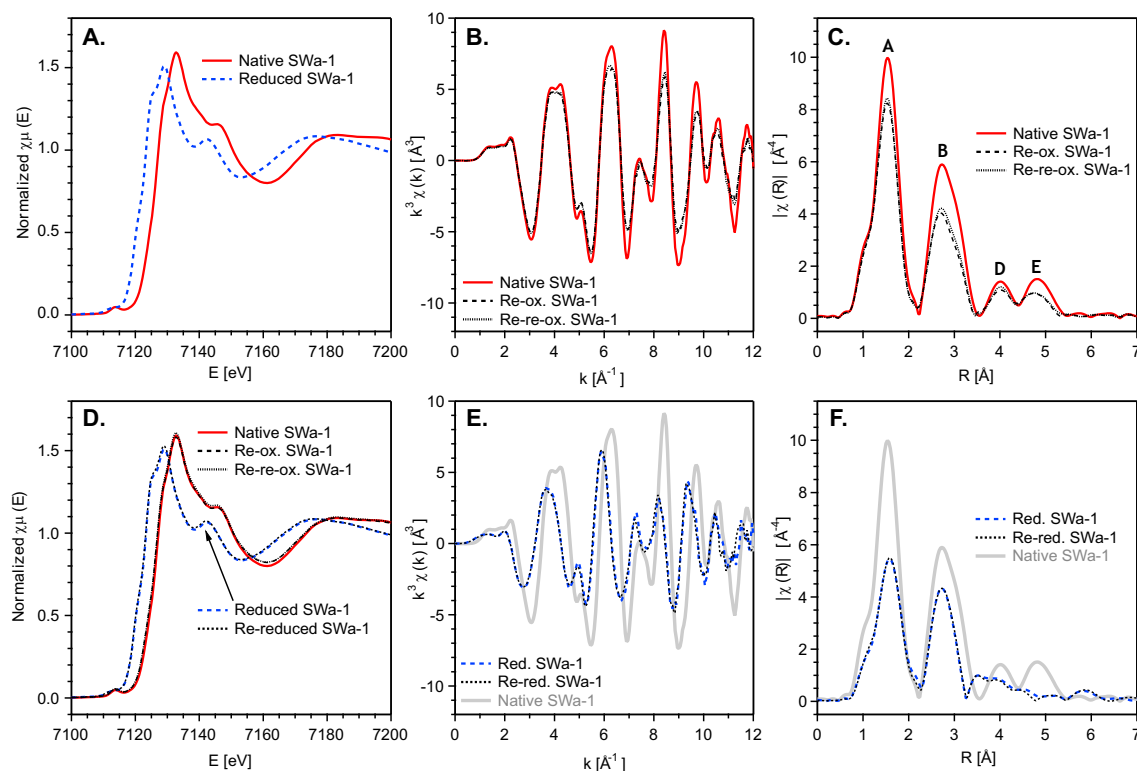 A.
Native SWa-1
Reduced SWa-1
Normalized χμ (E)
1.5
1.0
0.5
0.0
7100 7120 7140 7160 7180 7200
E [eV]
B.
k³ χ(k) [Å³]
10
5
0
-5
-10
Native SWa-1
Re-ox. SWa-1
Re-re-ox. SWa-1
0 2 4 6 8 10 12
k [Å⁻¹]
C.
A
B
D E
Native SWa-1
Re-ox. SWa-1
Re-re-ox. SWa-1
|χ(R)| [Å⁻⁴]
10
8
6
4
2
0
0 1 2 3 4 5 6 7
R [Å]
D.
Native SWa-1
Re-ox. SWa-1
Re-re-ox. SWa-1
Reduced SWa-1
Re-reduced SWa-1
Normalized χμ (E)
1.5
1.0
0.5
0.0
7100 7120 7140 7160 7180 7200
E [eV]
E.
k³ χ(k) [Å³]
10
5
0
-5
-10
Red. SWa-1
Re-red. SWa-1
Native SWa-1
0 2 4 6 8 10 12
k [Å⁻¹]
F.
Red. SWa-1
Re-red. SWa-1
Native SWa-1
|χ(R)| [Å⁻⁴]
10
8
6
4
2
0
0 1 2 3 4 5 6 7
R [Å]